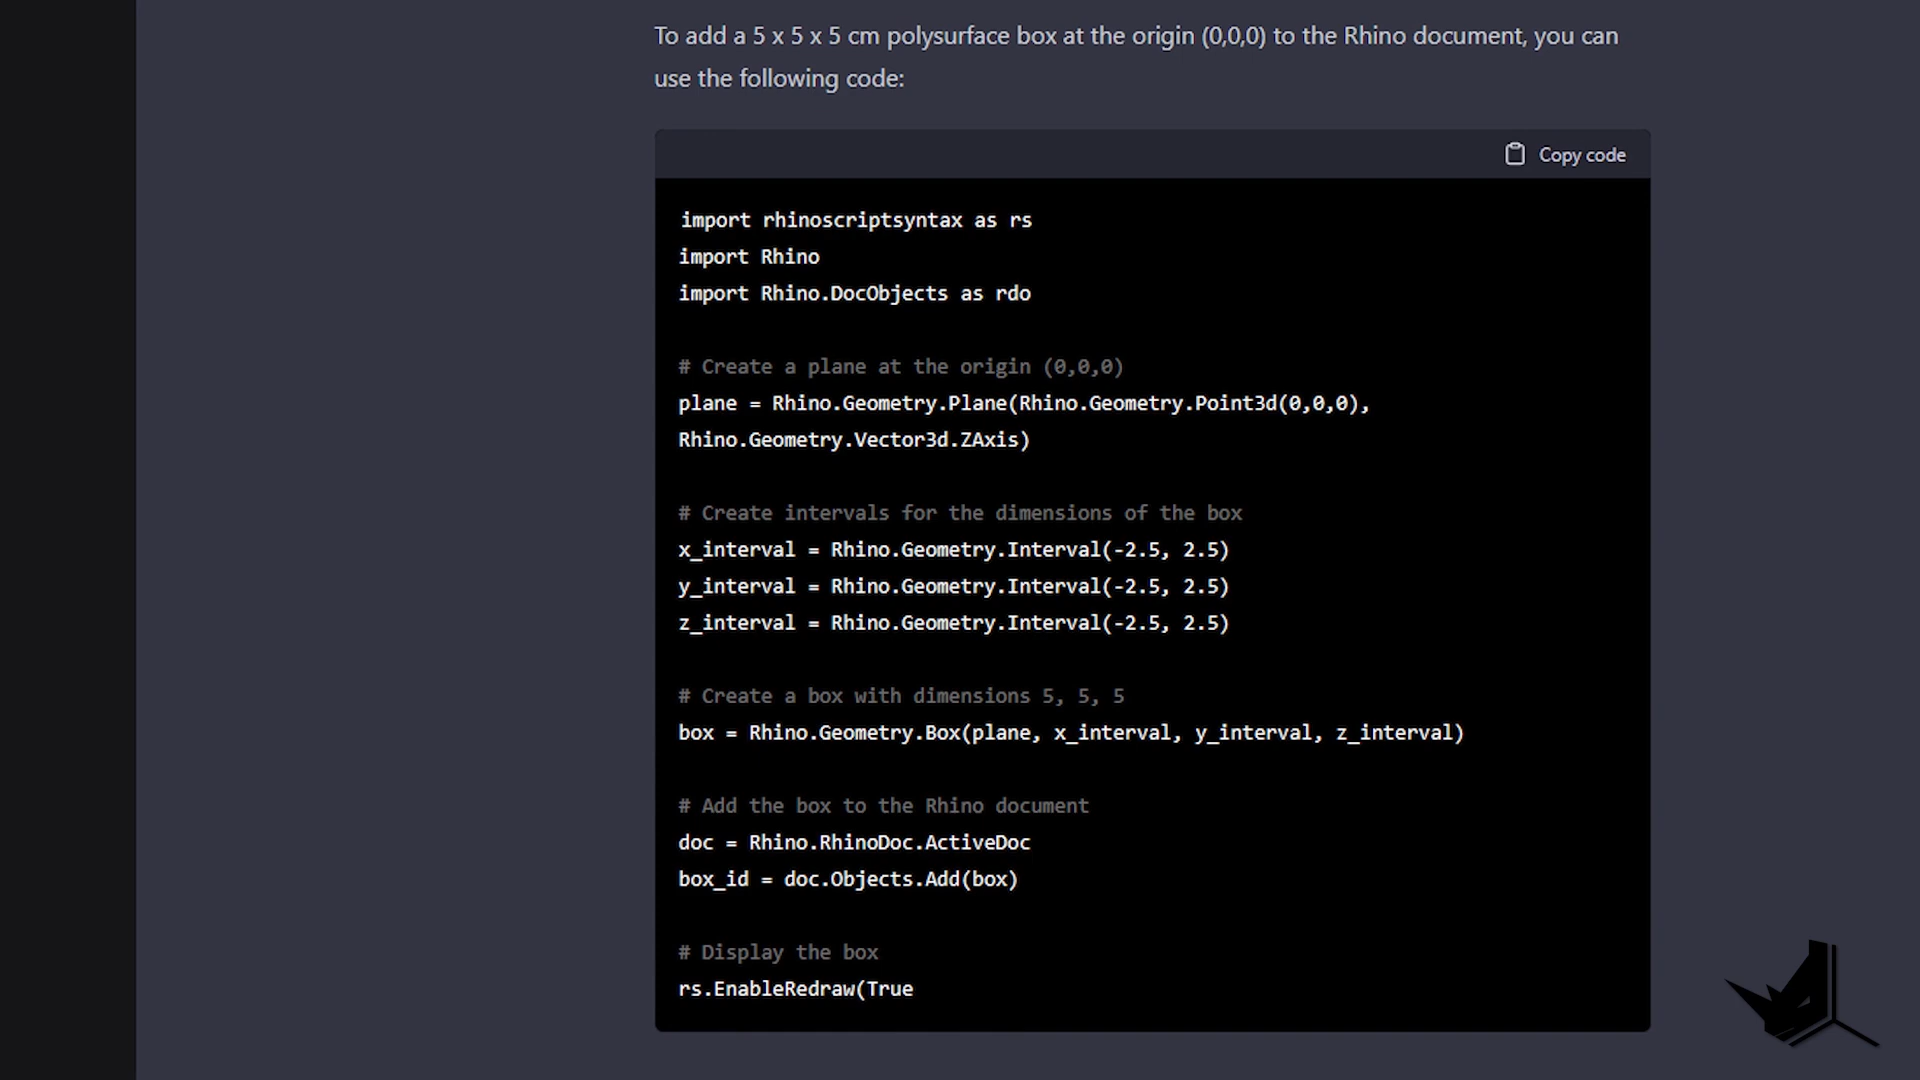 To add a 5 x 5 x 5 cm polysurface box at the origin (0,0,0) to the Rhino document, you can
use the following code:
Copy code
import rhinoscriptsyntax as rs
import Rhino
import Rhino.DocObjects as rdo
# Create a plane at the origin (0,0,0)
plane = Rhino.Geometry.Plane(Rhino.Geometry.Point3d(0,0,0),
Rhino.Geometry.Vector3d.ZAxis)
# Create intervals for the dimensions of the box
x_interval = Rhino.Geometry.Interval(-2.5, 2.5)
y_interval = Rhino.Geometry.Interval(-2.5, 2.5)
z_interval = Rhino.Geometry.Interval(-2.5, 2.5)
# Create a box with dimensions 5, 5, 5
box = Rhino.Geometry.Box(plane, x_interval, y_interval, z_interval)
# Add the box to the Rhino document
doc = Rhino.RhinoDoc.ActiveDoc
box_id = doc.Objects.Add(box)
# Display the box
rs.EnableRedraw(True